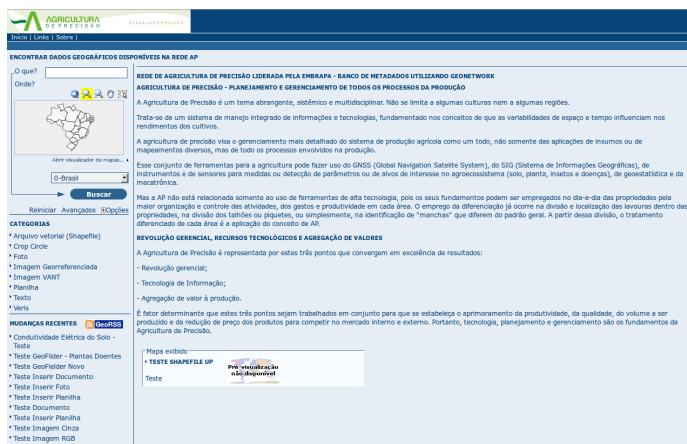 AGRICULTURA
DE PRECISÃO
Início | Links | Sobre |
ENCONTRAR DADOS GEOGRÁFICOS DISPONÍVEIS NA REDE AP
O que?
Onde?
Abrir visualizador de mapas...
0-Brasil
Buscar
Reiniciar Avançados Opções
CATEGORIAS
Arquivo vetorial (Shapefile)
Crop Circle
Foto
Imagem Georreferenciada
Imagem VANT
Planilha
Texto
Veris
MUDANÇAS RECENTES GeoRSS
Condutividade Elétrica do Solo -
Teste
Teste GeoFilder - Plantas Doentes
Teste GeoFielder Novo
Teste Inserir Documento
Teste Inserir Foto
Teste Inserir Planilha
Teste Documento
Teste Inserir Planilha
Teste Imagem Cinza
Teste Imagem RGB
REDE DE AGRICULTURA DE PRECISÃO LIDERADA PELA EMBRAPA - BANCO DE METADADOS UTILIZANDO GEONETWORK
AGRICULTURA DE PRECISÃO - PLANEJAMENTO E GERENCIAMENTO DE TODOS OS PROCESSOS DA PRODUÇÃO
A Agricultura de Precisão é um tema abrangente, sistêmico e multidisciplinar. Não se limita a algumas culturas nem a algumas regiões.
Trata-se de um sistema de manejo integrado de informações e tecnologias, fundamentado nos conceitos de que as variabilidades de espaço e tempo influenciam nos
rendimentos dos cultivos.
A agricultura de precisão visa o gerenciamento mais detalhado do sistema de produção agrícola como um todo, não somente das aplicações de insumos ou de
mapeamentos diversos, mas de todo os processos envolvidos na produção.
Esse conjunto de ferramentas para a agricultura pode fazer uso do GNSS (Global Navigation Satelite System), do SIG (Sistema de Informações Geográficas), de
instrumentos e de sensores para medidas ou detecção de parâmetros ou de alvos de interesse no agroecossistema (solo, planta, insetos e doenças), de geoestatística e da
mecatrônica.
Mas a AP não está relacionada somente ao uso de ferramentas de alta tecnologia, pois os seus fundamentos podem ser empregados no dia-a-dia das propriedades pela
maior organização e controle das atividades, dos gastos e produtividade em cada área. O emprego da diferenciação já ocorre na divisão e localização das lavouras dentro das
propriedades, na divisão dos talhões ou piquetes, ou simplesmente, na identificação de "manchas" que diferem do padrão geral. A partir dessa divisão, o tratamento
diferenciado de cada área é a aplicação do conceito de AP.
REVOLUÇÃO GERENCIAL, RECURSOS TECNOLÓGICOS E AGREGAÇÃO DE VALORES
A Agricultura de Precisão é representada por estes três pontos que convergem em excelência de resultados:
- Revolução gerencial;
- Tecnologia de Informação;
- Agregação de valor à produção.
É fator determinante que estes três pontos sejam trabalhados em conjunto para que se estabeleça o aprimoramento da produtividade, da qualidade, do volume a ser
produzido e da redução de preço dos produtos para competir no mercado interno e externo. Portanto, tecnologia, planejamento e gerenciamento são os fundamentos da
Agricultura de Precisão.
Mapa exibido
TESTE SHAPEFILE UP
Teste
Pré-visualização
não disponível